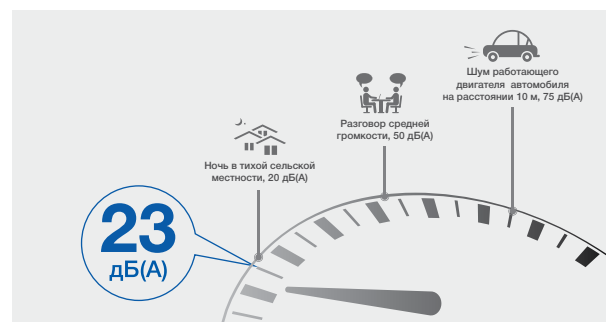 Шум работающего
двигателя автомобиля
на расстоянии 10 м, 75 дБ(A)
Разговор средней
громкости, 50 дБ(A)
Ночь в тихой сельской
местности, 20 дБ(A)
23
дБ(A)